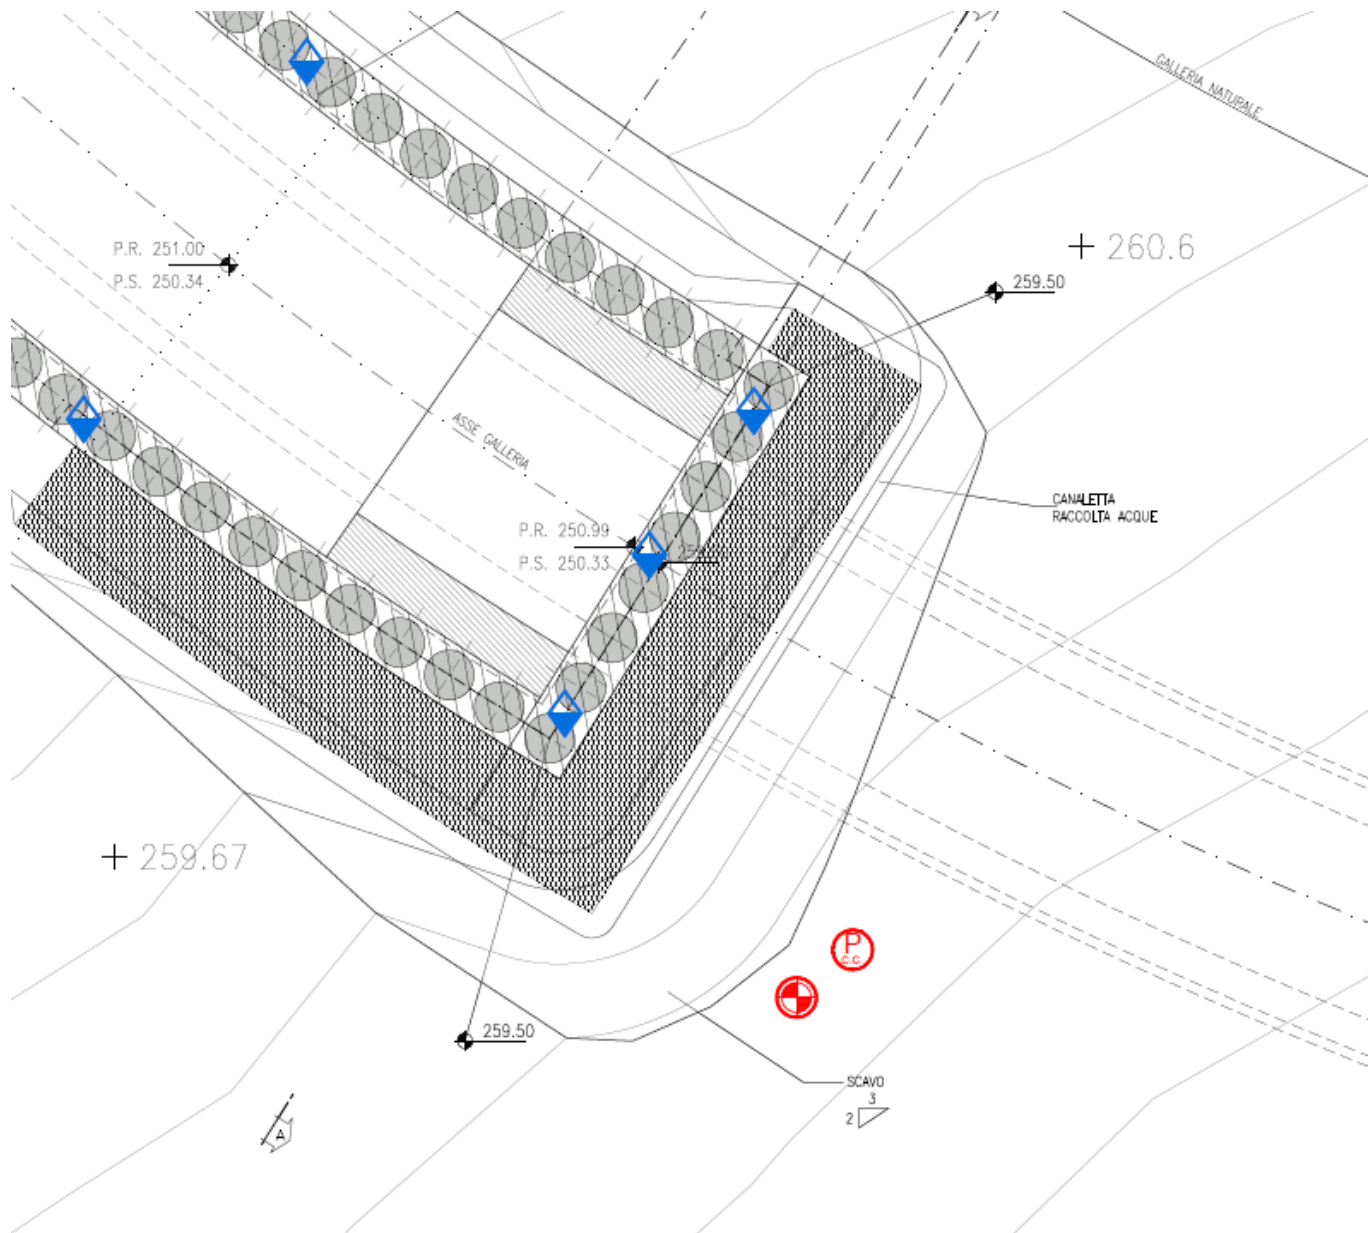 GALLERIA NATURALE
+ 260.6
P.R. 251.00
P.S. 250.34
259.50
ASSE GALLERIA
CANALETTA
RACCOLTA ACQUE
P.R. 250.99
P.S. 250.33
+ 259.67
P
c.c.
259.50
SCAVO
3
2
A